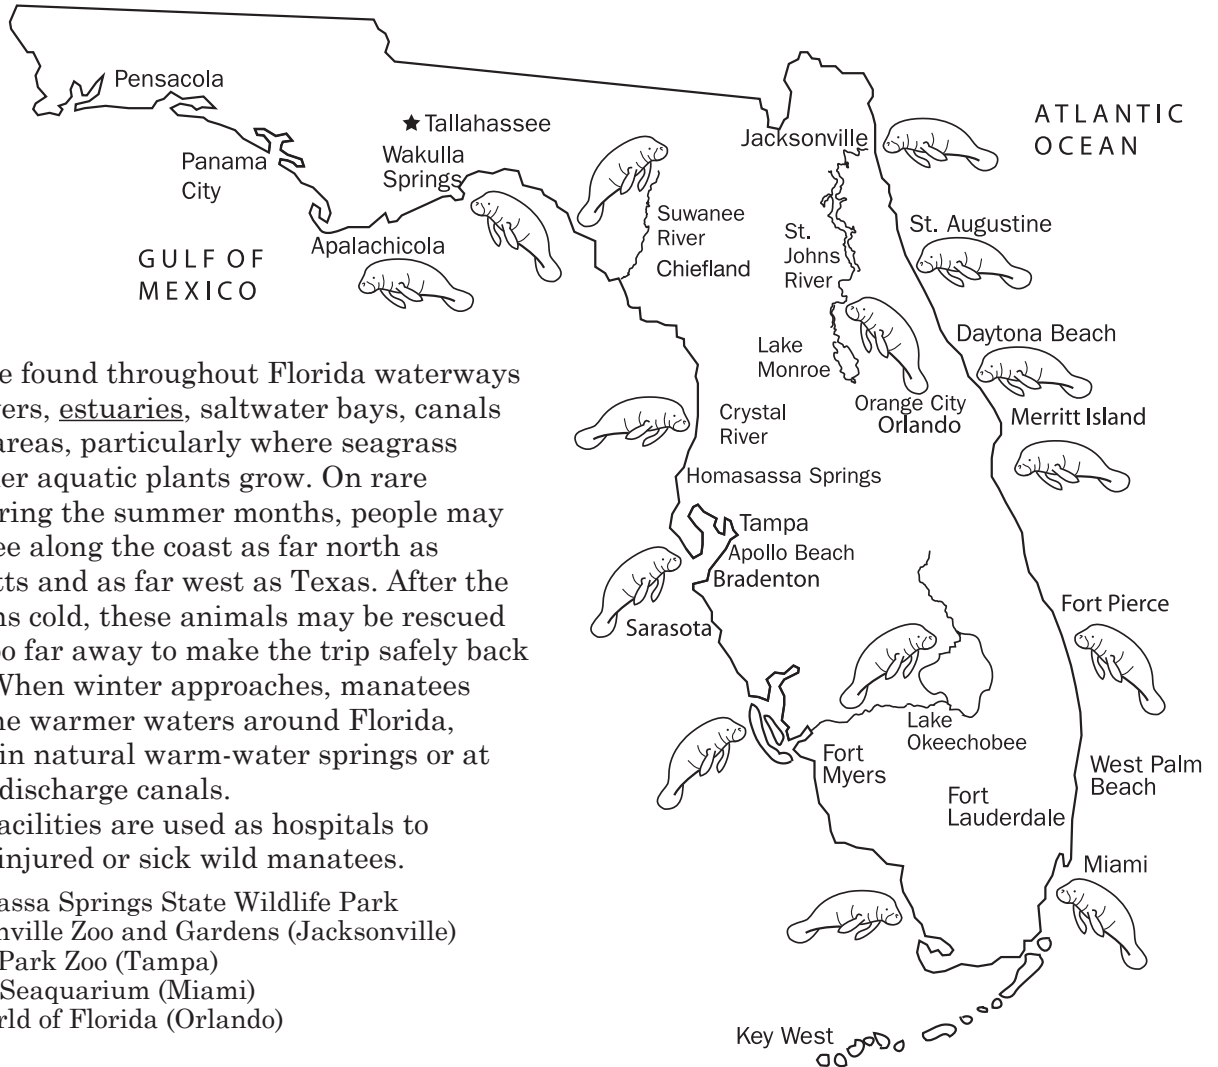 Pensacola
ATLANTIC
OCEAN
★ Tallahassee
Jacksonville
Panama
City
Wakulla
Springs
Suwanee
River
Chiefland
St.
Johns
River
St. Augustine
Apalachicola
GULF OF
MEXICO
Daytona Beach
Lake
Monroe
Orange City
Orlando
Merritt Island
Crystal
River
Homasassa Springs
Tampa
Apollo Beach
Bradenton
Sarasota
Fort Pierce
Lake
Okeechobee
Fort
Myers
West Palm
Beach
Fort
Lauderdale
Miami
Key West
e found throughout Florida waterways
ers, estuaries, saltwater bays, canals
areas, particularly where seagrass
er aquatic plants grow. On rare
ring the summer months, people may
ee along the coast as far north as
tts and as far west as Texas. After the
ns cold, these animals may be rescued
oo far away to make the trip safely back
When winter approaches, manatees
ne warmer waters around Florida,
in natural warm-water springs or at
discharge canals.
acilities are used as hospitals to
injured or sick wild manatees.
assa Springs State Wildlife Park
nville Zoo and Gardens (Jacksonville)
Park Zoo (Tampa)
Seaquarium (Miami)
rld of Florida (Orlando)